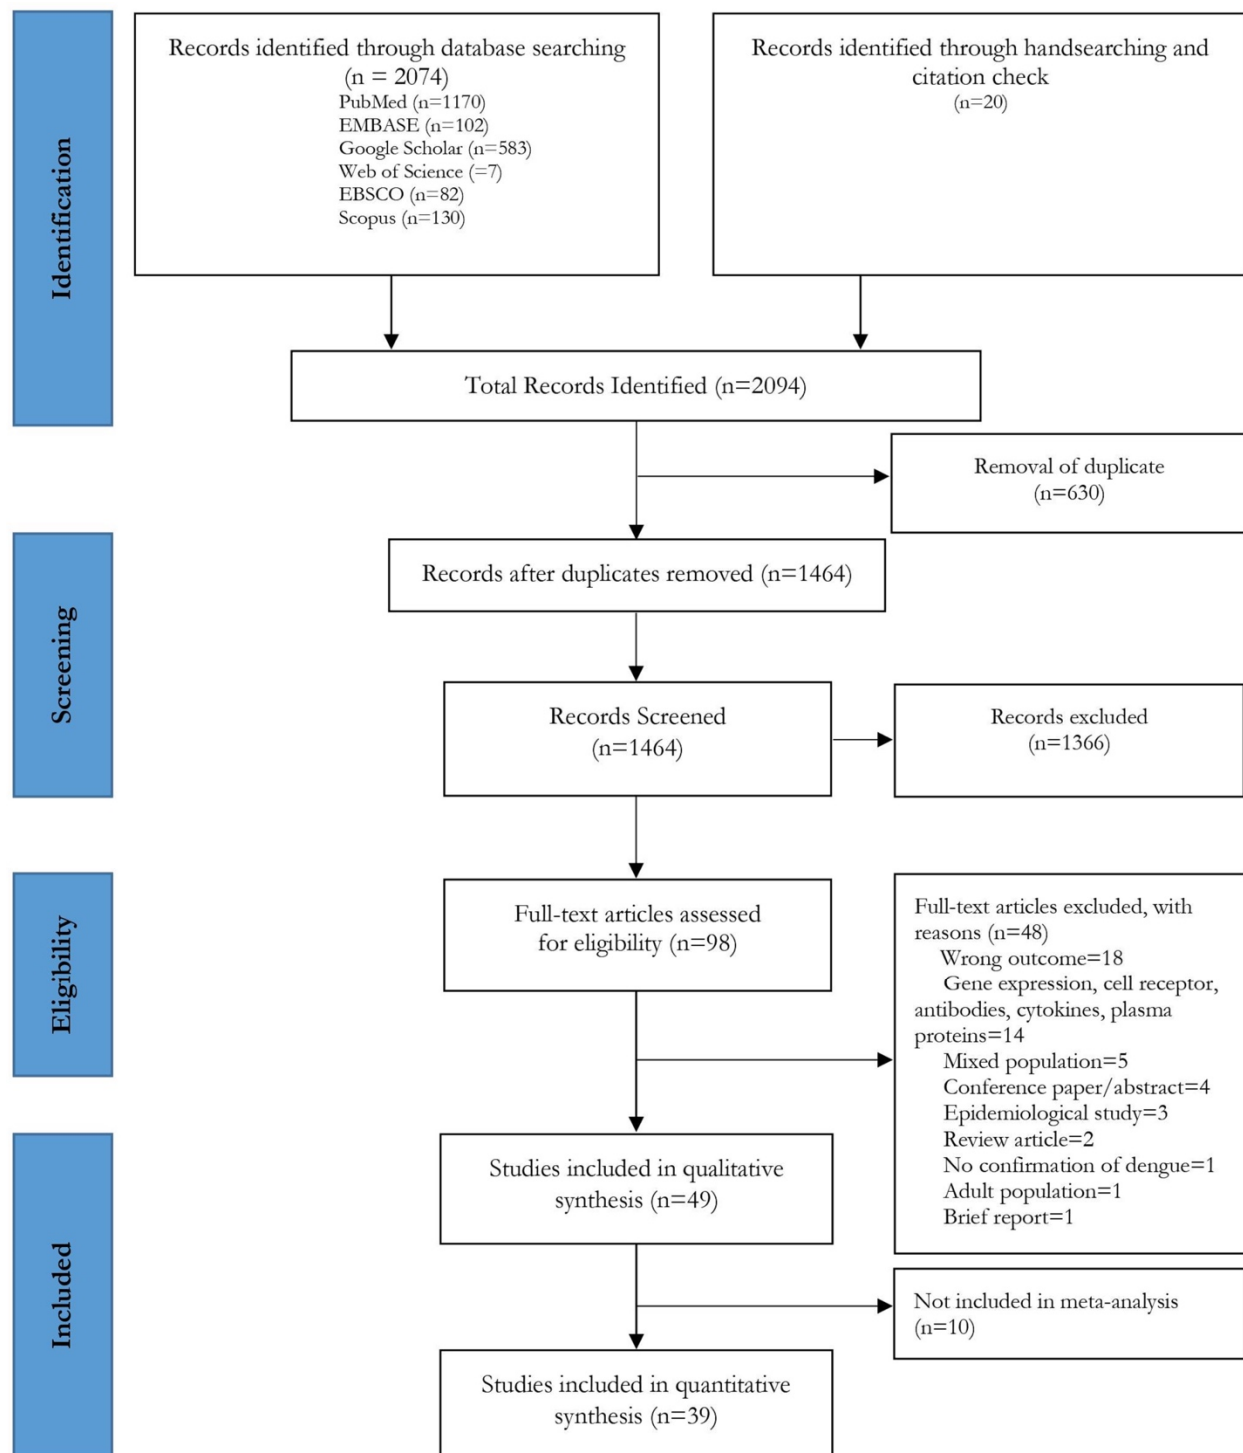 Identification
Records identified through database searching
(n = 2074)
PubMed (n=1170)
EMBASE (n=102)
Google Scholar (n=583)
Web of Science (=7)
EBSCO (n=82)
Scopus (n=130)
Records identified through handsearching and
citation check
(n=20)
Total Records Identified (n=2094)
Removal of duplicate
(n=630)
Screening
Records after duplicates removed (n=1464)
Records Screened
(n=1464)
Records excluded
(n=1366)
Eligibility
Full-text articles assessed
for eligibility (n=98)
Full-text articles excluded, with
reasons (n=48)
Wrong outcome=18
Gene expression, cell receptor,
antibodies, cytokines, plasma
proteins=14
Mixed population=5
Conference paper/abstract=4
Epidemiological study=3
Review article=2
No confirmation of dengue=1
Adult population=1
Brief report=1
Included
Studies included in qualitative
synthesis (n=49)
Not included in meta-analysis
(n=10)
Studies included in quantitative
synthesis (n=39)